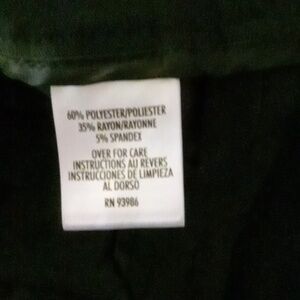 60% POLYESTER/POLIESTER
35% RAYON/RAYONNE
5% SPANDEX
OVER FOR CARE
INSTRUCTIONS AU REVERS
INSTRUCCIONES DE LIMPIEZA
AL DORSO
RN 93986